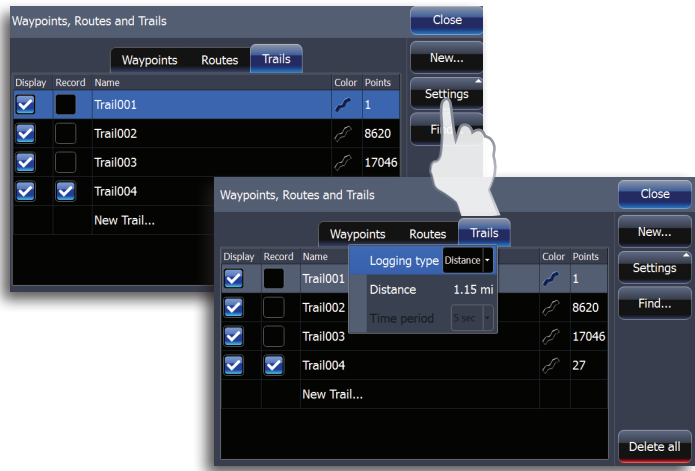 Waypoints, Routes and Trails
Close
Waypoints Routes Trails
New...
Display Record Name Color Points
Settings
Trail001 1
Trail002 8620
Trail003 17046
Trail004
New Trail...
Waypoints, Routes and Trails
Close
Waypoints Routes Trails
New...
Display Record Name Color Points
Logging type Distance
Settings
Trail001 1
Distance 1.15 mi
Find...
Trail002 8620
Time period 5 sec
Trail003 17046
Trail004 27
New Trail...
Delete all